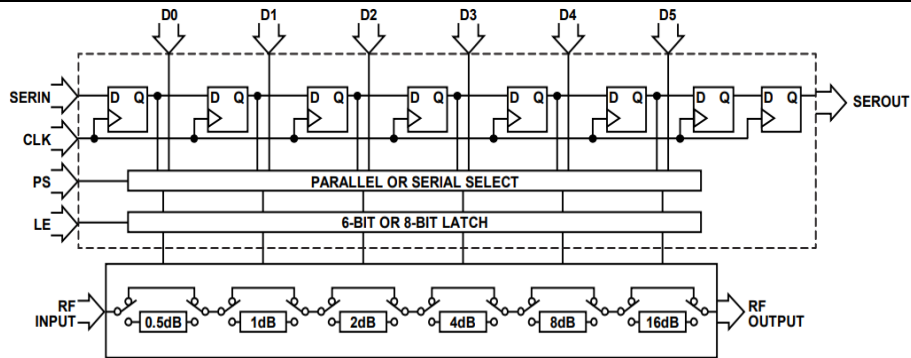 D0 D1 D2 D3 D4 D5
SERIN D Q D Q D Q D Q D Q D Q D Q D Q SEROUT
CLK
PS PARALLEL OR SERIAL SELECT
LE 6-BIT OR 8-BIT LATCH
RF INPUT 0.5dB 1dB 2dB 4dB 8dB 16dB RF OUTPUT